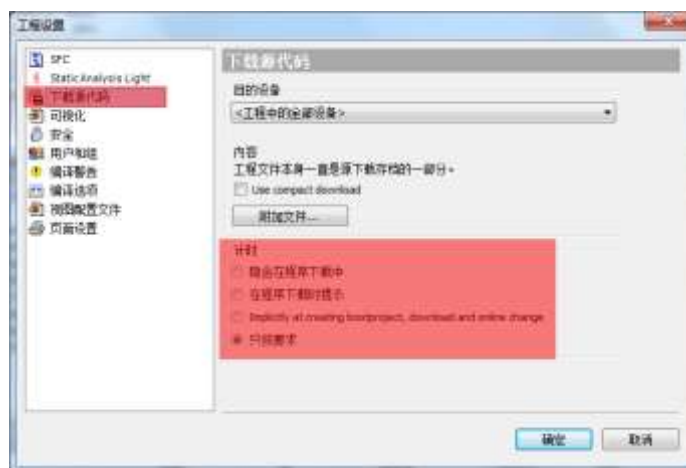 工程设置
SFC
Static Analysis Light
下载源代码
可视化
安全
用户和组
编译警告
编译选项
视图配置文件
页面设置
下载源代码
目的设备
<工程中的全部设备>
内容
工程文件本身一直是源下载存档的一部分。
Use compact download
附加文件...
计时
隐含在程序下载中
在程序下载时提示
Implicitly at creating bootproject, download and online change
只按要求
确定
取消